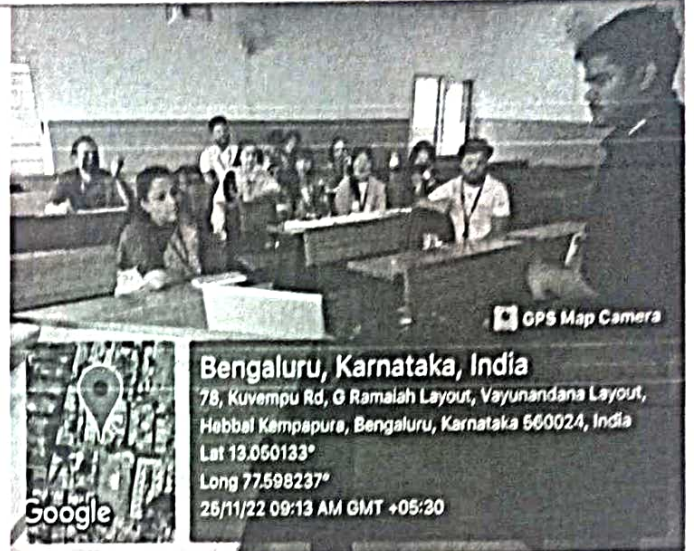 GPS Map Camera
Bengaluru, Karnataka, India
78, Kuvempu Rd, G Ramaiah Layout, Vayunandana Layout,
Hebbal Kempapura, Bengaluru, Karnataka 560024, India
Lat 13.050133°
Long 77.598237°
25/11/22 09:13 AM GMT +05:30
Google